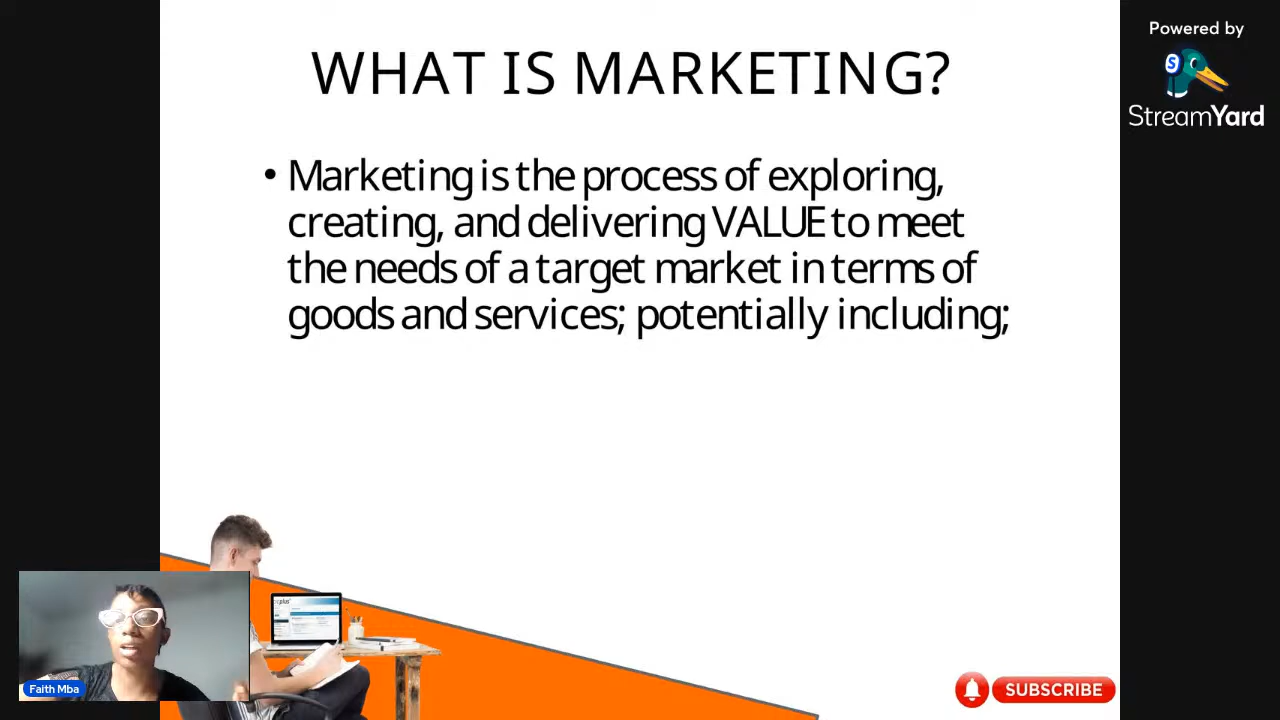 WHAT IS MARKETING?
• Marketing is the process of exploring,
creating, and delivering VALUE to meet
the needs of a target market in terms of
goods and services; potentially including;
Powered by
S
StreamYard
plus
Faith Mba
SUBSCRIBE